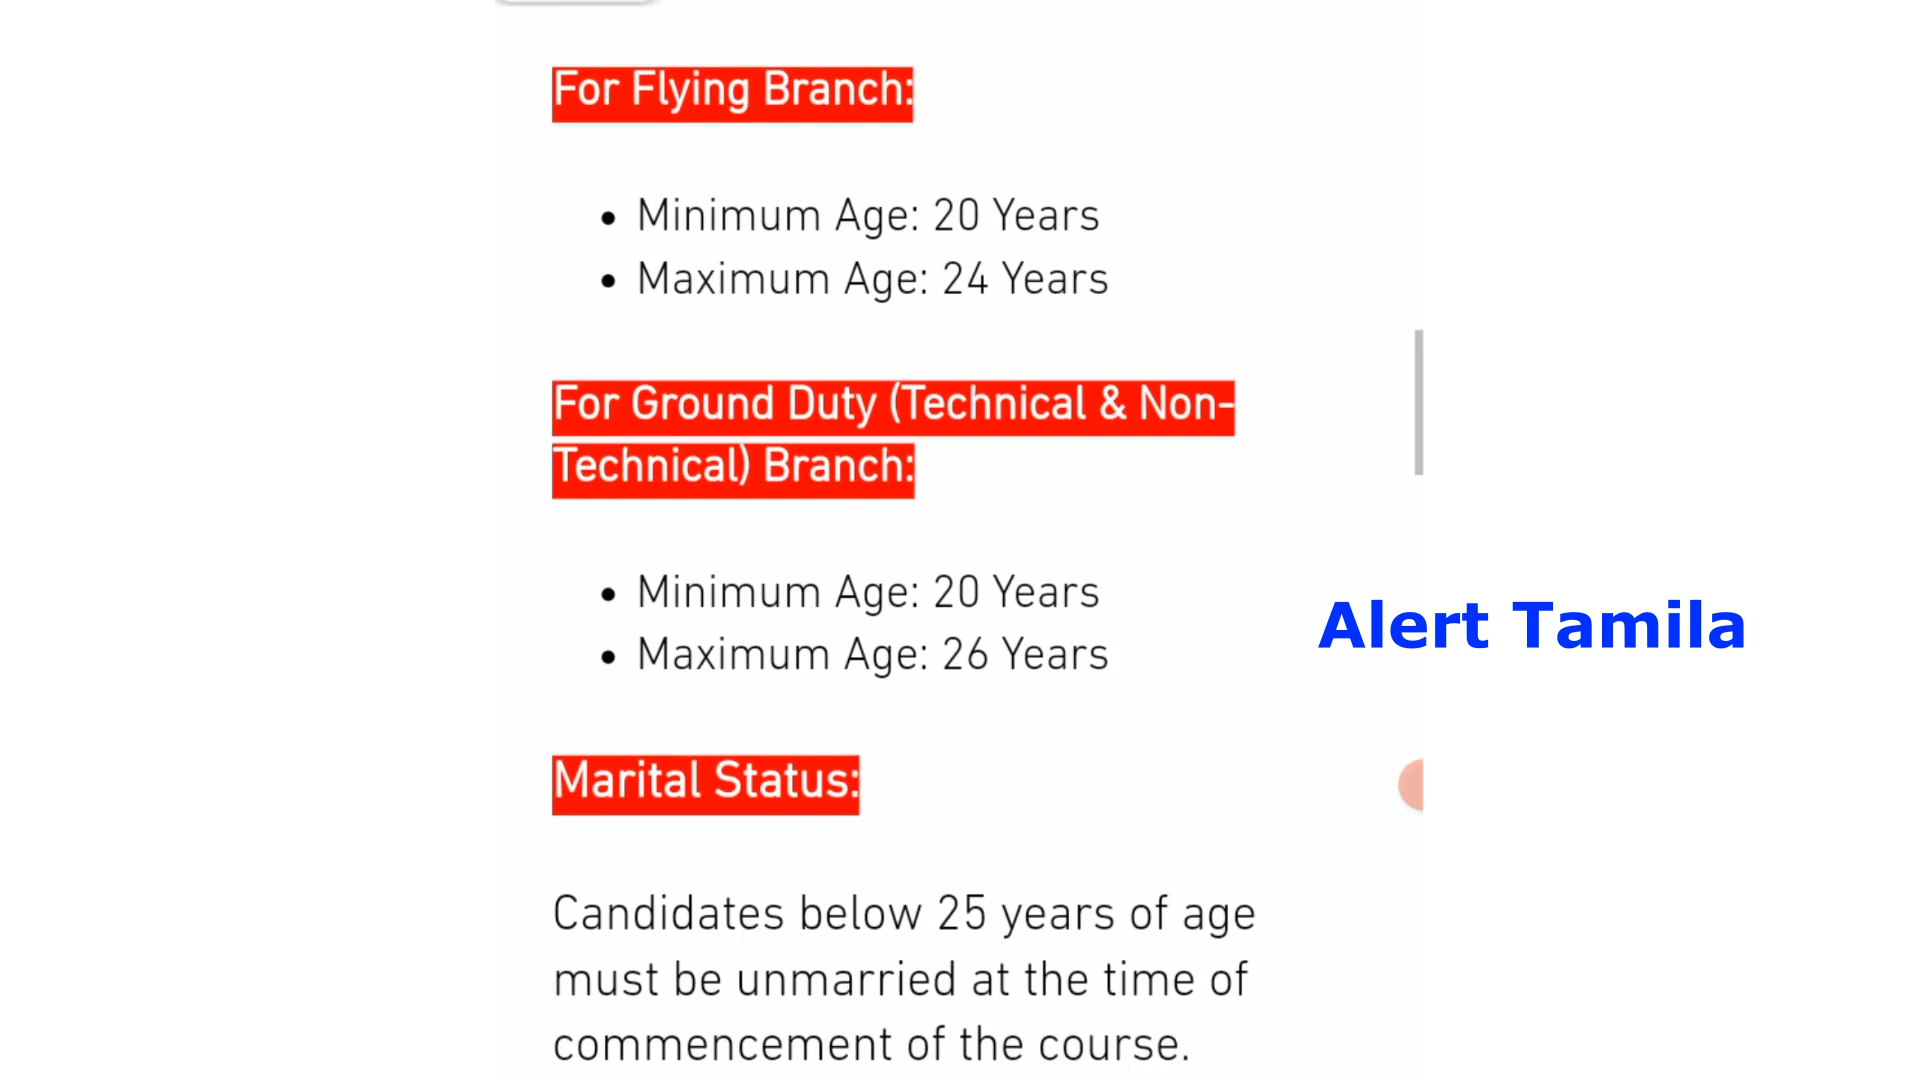 For Flying Branch:
• Minimum Age: 20 Years
• Maximum Age: 24 Years
For Ground Duty (Technical & Non-
Technical) Branch:
• Minimum Age: 20 Years
• Maximum Age: 26 Years
Alert Tamila
Marital Status:
Candidates below 25 years of age
must be unmarried at the time of
commencement of the course.